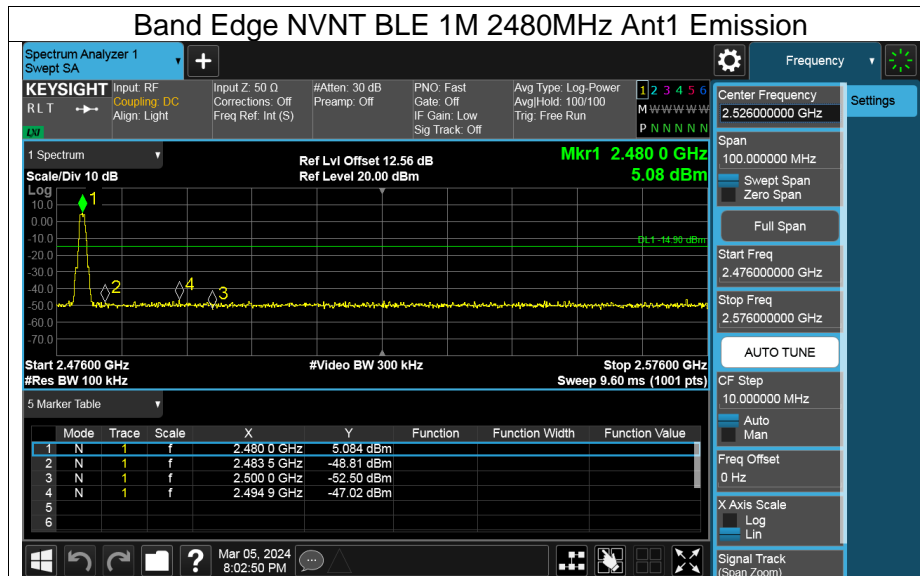 Band Edge NVNT BLE 1M 2480MHz Ant1 Emission
Spectrum Analyzer 1
Swept SA
+
Frequency
KEYSIGHT
R L T
LXI
Input: RF
Coupling: DC
Align: Light
Input Z: 50 Ω
Corrections: Off
Freq Ref: Int (S)
#Atten: 30 dB
Preamp: Off
PNO: Fast
Gate: Off
IF Gain: Low
Sig Track: Off
Avg Type: Log-Power
Avg|Hold: 100/100
Trig: Free Run
1 2 3 4 5 6
M W W W W W
P N N N N N
1 Spectrum
Scale/Div 10 dB
Ref Lvl Offset 12.56 dB
Ref Level 20.00 dBm
Mkr1 2.480 0 GHz
5.08 dBm
Log
10.0
0.00
-10.0
-20.0
-30.0
-40.0
-50.0
-60.0
-70.0
1
2
4
3
DL1 -14.90 dBm
Start 2.47600 GHz
#Video BW 300 kHz
Stop 2.57600 GHz
#Res BW 100 kHz
Sweep 9.60 ms (1001 pts)
5 Marker Table
Mode Trace Scale X Y Function Function Width Function Value
1 N 1 f 2.480 0 GHz 5.084 dBm
2 N 1 f 2.483 5 GHz -48.81 dBm
3 N 1 f 2.500 0 GHz -52.50 dBm
4 N 1 f 2.494 9 GHz -47.02 dBm
5
6
?
Mar 05, 2024
8:02:50 PM
Center Frequency
2.526000000 GHz
Settings
Span
100.000000 MHz
Swept Span
Zero Span
Full Span
Start Freq
2.476000000 GHz
Stop Freq
2.576000000 GHz
AUTO TUNE
CF Step
10.000000 MHz
Auto
Man
Freq Offset
0 Hz
X Axis Scale
Log
Lin
Signal Track
(Span Zoom)